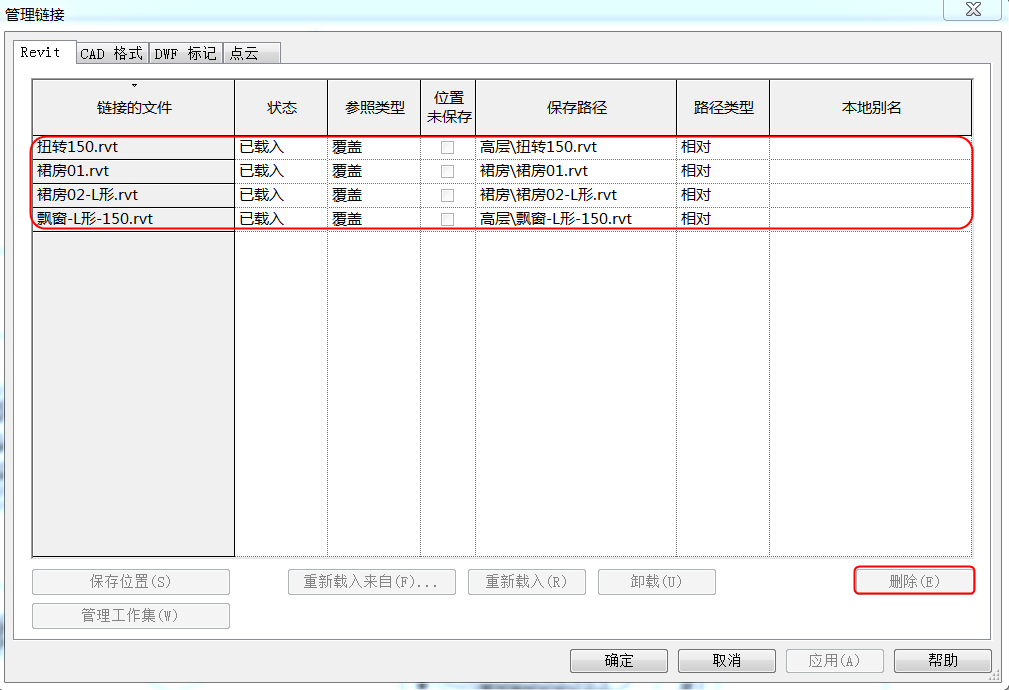 管理链接
Revit CAD 格式 DWF 标记 点云
链接的文件 状态 参照类型 位置未保存 保存路径 路径类型 本地别名
扭转150.rvt 已载入 覆盖 高层\扭转150.rvt 相对
裙房01.rvt 已载入 覆盖 裙房\裙房01.rvt 相对
裙房02-L形.rvt 已载入 覆盖 裙房\裙房02-L形.rvt 相对
飘窗-L形-150.rvt 已载入 覆盖 高层\飘窗-L形-150.rvt 相对
保存位置(S) 重新载入来自(F)... 重新载入(R) 卸载(U) 删除(E)
管理工作集(W)
确定 取消 应用(A) 帮助